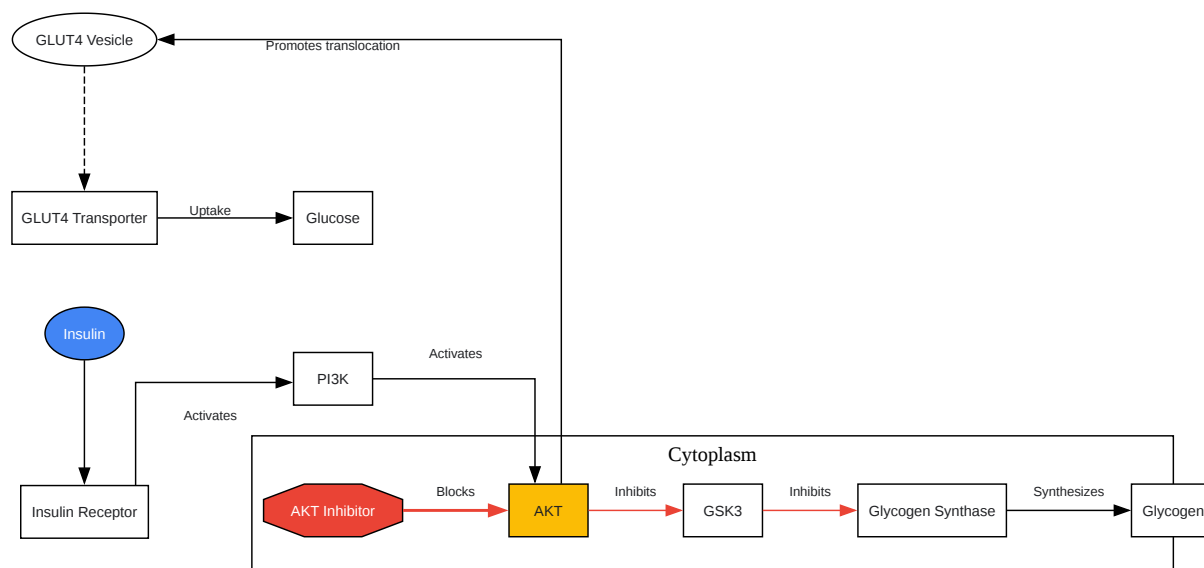 GLUT4 Vesicle
Promotes translocation
GLUT4 Transporter
Uptake
Glucose
Insulin
Activates
PI3K
Activates
Cytoplasm
Insulin Receptor
AKT Inhibitor
Blocks
AKT
Inhibits
GSK3
Inhibits
Glycogen Synthase
Synthesizes
Glycogen